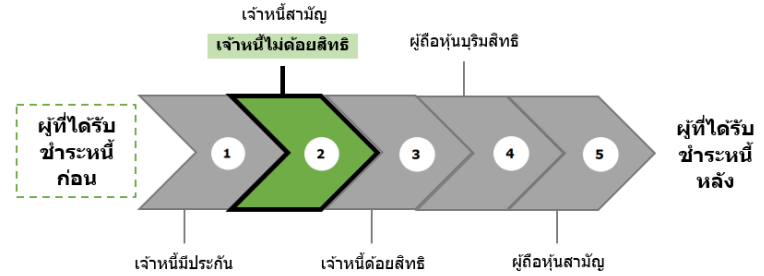 เจ้าหนี้สามัญ
เจ้าหนี้ไม่ด้อยสิทธิ
ผู้ถือหุ้นบุริมสิทธิ
ผู้ที่ได้รับ
ชำระหนี้
ก่อน
1
2
3
4
5
ผู้ที่ได้รับ
ชำระหนี้
หลัง
เจ้าหนี้มีประกัน
เจ้าหนี้ด้อยสิทธิ
ผู้ถือหุ้นสามัญ